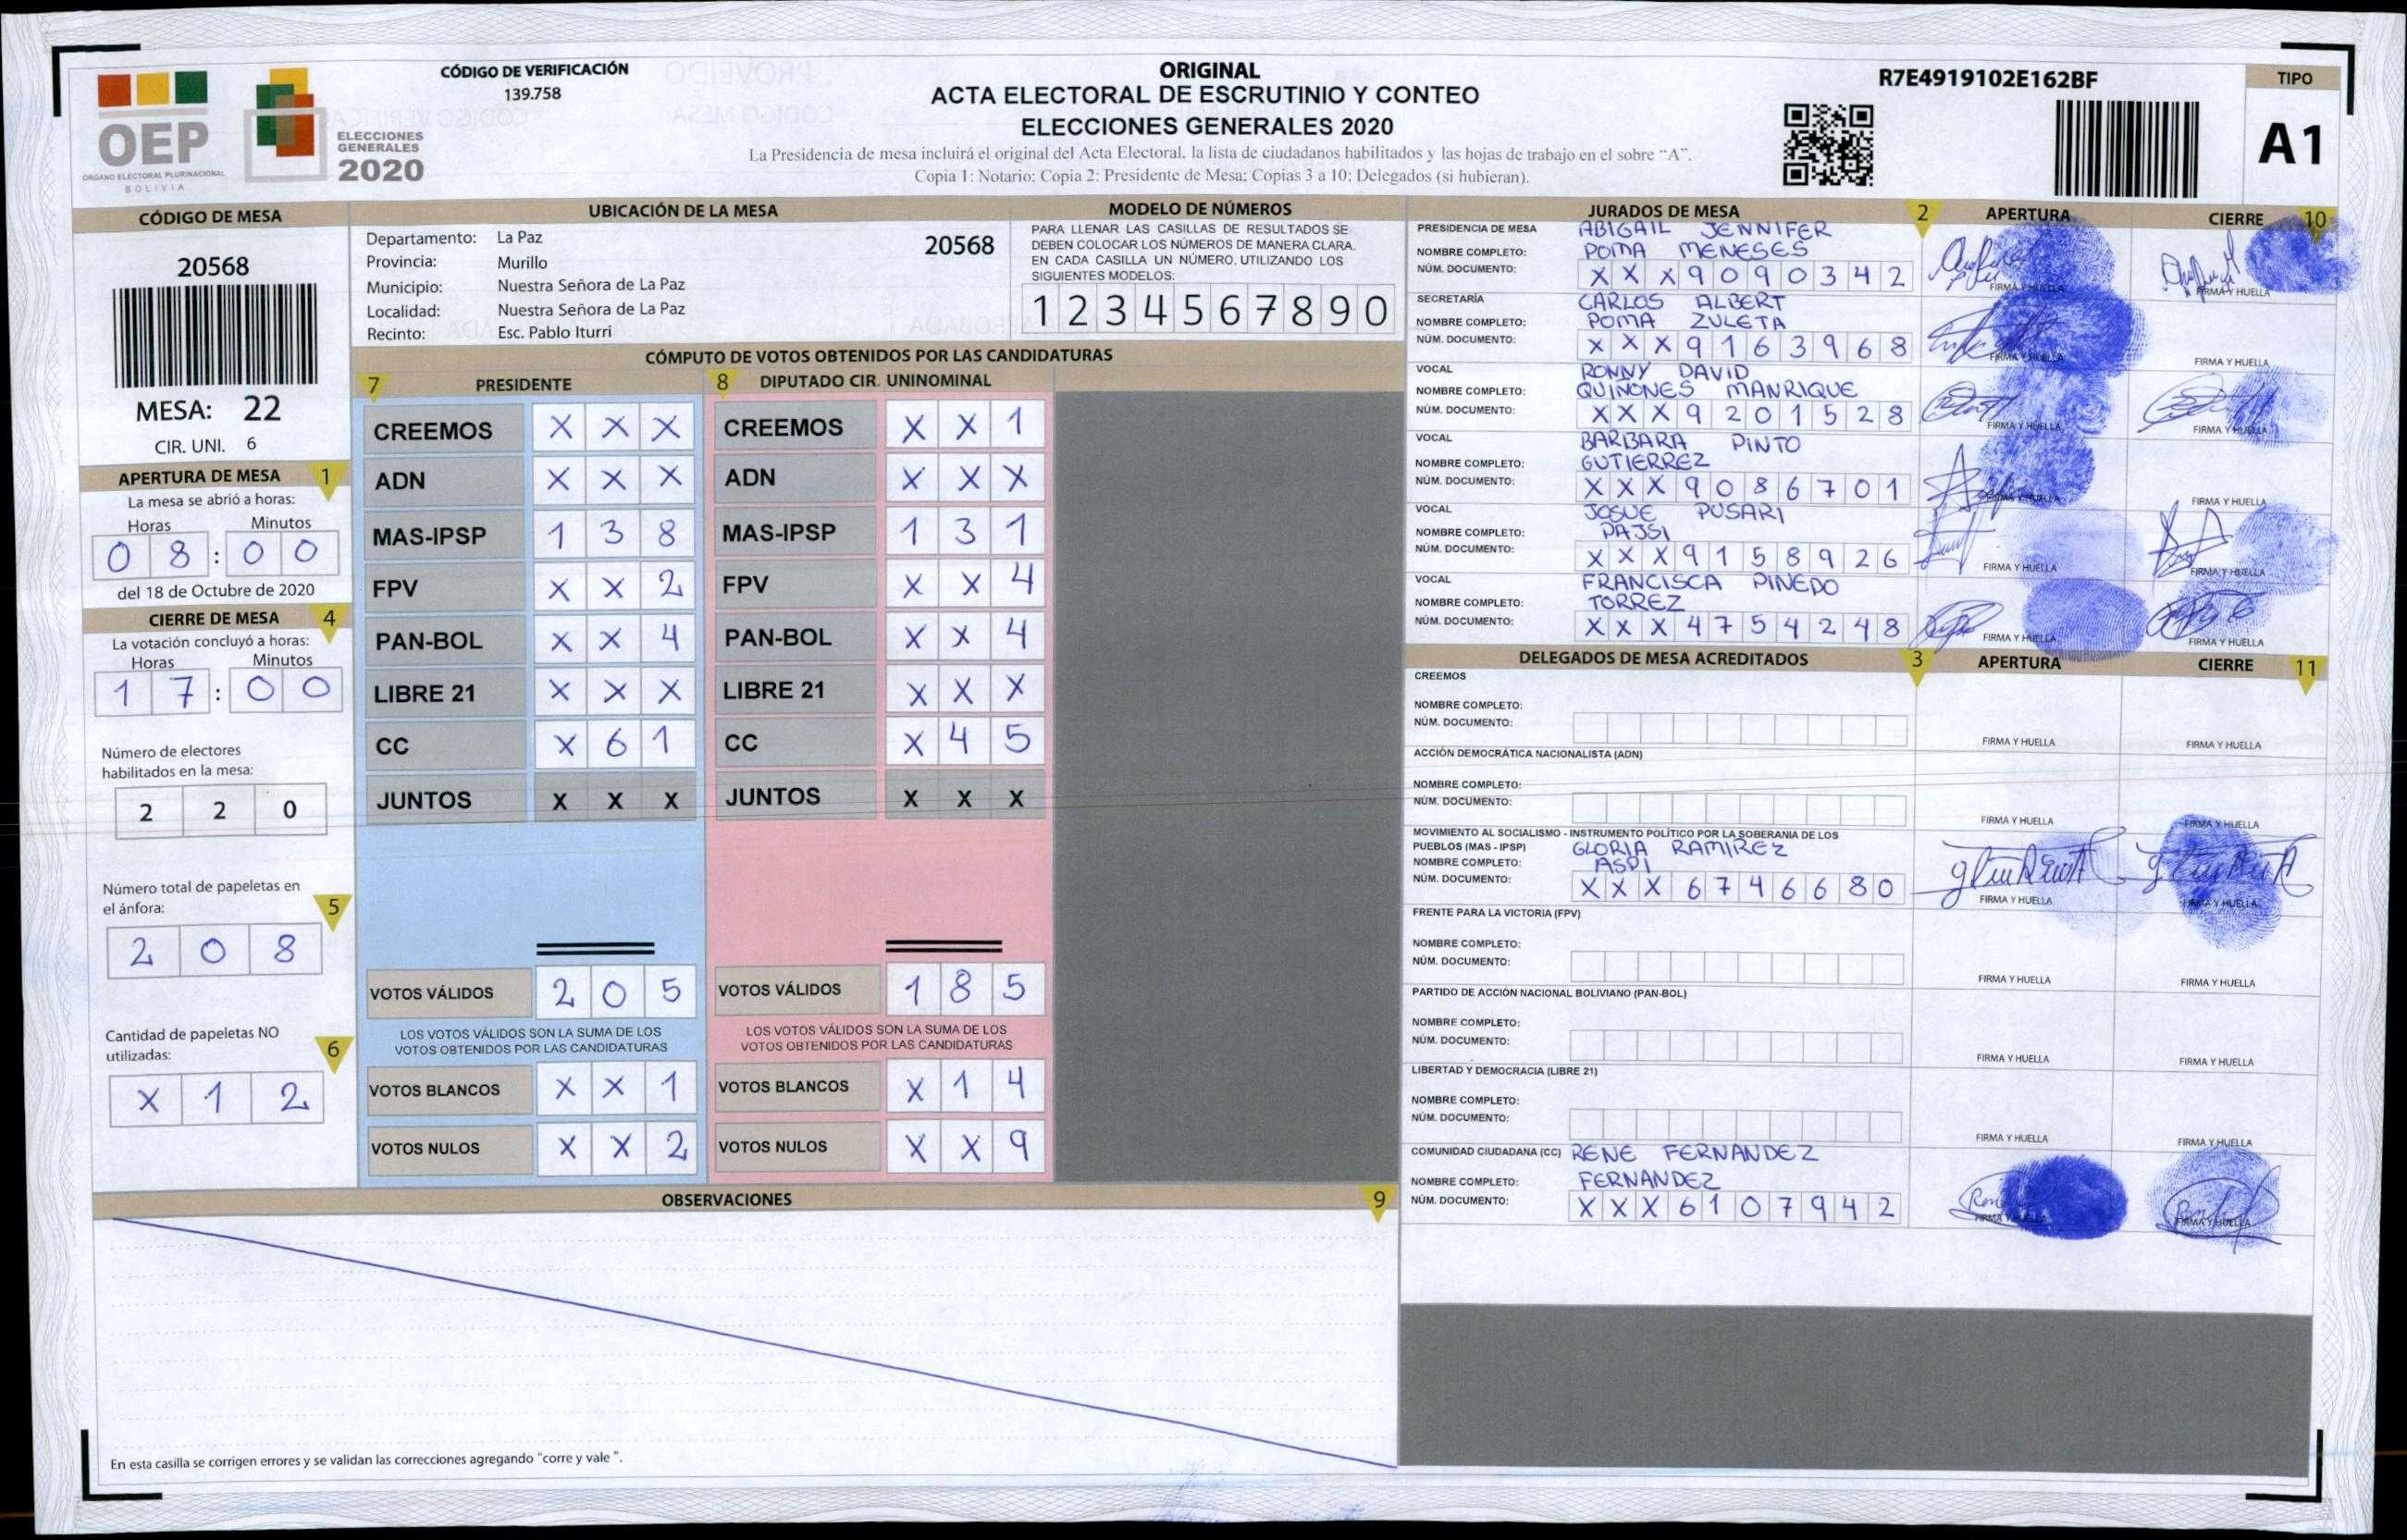 CÓDIGO DE VERIFICACIÓN
139.758
ORIGINAL
ACTA ELECTORAL DE ESCRUTINIO Y CONTEO
ELECCIONES GENERALES 2020
La Presidencia de mesa incluirá el original del Acta Electoral, la lista de ciudadanos habilitados y las hojas de trabajo en el sobre “A”.
Copia 1: Notario; Copia 2: Presidente de Mesa; Copias 3 a 10: Delegados (si hubieran).
R7E4919102E162BF
TIPO
A1
OEP
ÓRGANO ELECTORAL PLURINACIONAL
BOLIVIA
ELECCIONES
GENERALES
2020
CÓDIGO DE MESA
20568
MESA: 22
CIR. UNI. 6
APERTURA DE MESA 1
La mesa se abrió a horas:
Horas Minutos
0 8 : 0 0
del 18 de Octubre de 2020
CIERRE DE MESA 4
La votación concluyó a horas:
Horas Minutos
1 7 : 0 0
Número de electores
habilitados en la mesa:
2 2 0
Número total de papeletas en
el ánfora: 5
2 0 8
Cantidad de papeletas NO
utilizadas: 6
X 1 2
UBICACIÓN DE LA MESA
Departamento: La Paz
Provincia: Murillo
Municipio: Nuestra Señora de La Paz
Localidad: Nuestra Señora de La Paz
Recinto: Esc. Pablo Iturri
20568
MODELO DE NÚMEROS
PARA LLENAR LAS CASILLAS DE RESULTADOS SE
DEBEN COLOCAR LOS NÚMEROS DE MANERA CLARA.
EN CADA CASILLA UN NÚMERO, UTILIZANDO LOS
SIGUIENTES MODELOS:
1 2 3 4 5 6 7 8 9 0
CÓMPUTO DE VOTOS OBTENIDOS POR LAS CANDIDATURAS
7 PRESIDENTE 8 DIPUTADO CIR. UNINOMINAL
CREEMOS X X X CREEMOS X X 1
ADN X X X ADN X X X
MAS-IPSP 1 3 8 MAS-IPSP 1 3 1
FPV X X 2 FPV X X 4
PAN-BOL X X 4 PAN-BOL X X 4
LIBRE 21 X X X LIBRE 21 X X X
CC X 6 1 CC X 4 5
JUNTOS X X X JUNTOS X X X
VOTOS VÁLIDOS 2 0 5 VOTOS VÁLIDOS 1 8 5
LOS VOTOS VÁLIDOS SON LA SUMA DE LOS LOS VOTOS VÁLIDOS SON LA SUMA DE LOS
VOTOS OBTENIDOS POR LAS CANDIDATURAS VOTOS OBTENIDOS POR LAS CANDIDATURAS
VOTOS BLANCOS X X 1 VOTOS BLANCOS X 1 4
VOTOS NULOS X X 2 VOTOS NULOS X X 9
OBSERVACIONES 9
En esta casilla se corrigen errores y se validan las correcciones agregando "corre y vale ".
JURADOS DE MESA 2 APERTURA CIERRE 10
PRESIDENCIA DE MESA ABIGAIL JENNIFER
NOMBRE COMPLETO: POMA MENESES
NÚM. DOCUMENTO: X X X 9 0 9 0 3 4 2
FIRMA Y HUELLA FIRMA Y HUELLA
SECRETARÍA CARLOS ALBERT
NOMBRE COMPLETO: POMA ZULETA
NÚM. DOCUMENTO: X X X 9 1 6 3 9 6 8
FIRMA Y HUELLA FIRMA Y HUELLA
VOCAL RONNY DAVID
NOMBRE COMPLETO: QUIÑONES MANRIQUE
NÚM. DOCUMENTO: X X X 9 2 0 1 5 2 8
FIRMA Y HUELLA FIRMA Y HUELLA
VOCAL BARBARA PINTO
NOMBRE COMPLETO: GUTIERREZ
NÚM. DOCUMENTO: X X X 9 0 8 6 7 0 1
FIRMA Y HUELLA FIRMA Y HUELLA
VOCAL JOSUE PUSARI
NOMBRE COMPLETO: PAJSI
NÚM. DOCUMENTO: X X X 9 1 5 8 9 2 6
FIRMA Y HUELLA FIRMA Y HUELLA
VOCAL FRANCISCA PINEDO
NOMBRE COMPLETO: TORREZ
NÚM. DOCUMENTO: X X X 4 7 5 4 2 4 8
FIRMA Y HUELLA FIRMA Y HUELLA
DELEGADOS DE MESA ACREDITADOS 3 APERTURA CIERRE 11
CREEMOS
NOMBRE COMPLETO:
NÚM. DOCUMENTO:
FIRMA Y HUELLA FIRMA Y HUELLA
ACCIÓN DEMOCRÁTICA NACIONALISTA (ADN)
NOMBRE COMPLETO:
NÚM. DOCUMENTO:
FIRMA Y HUELLA FIRMA Y HUELLA
MOVIMIENTO AL SOCIALISMO - INSTRUMENTO POLÍTICO POR LA SOBERANIA DE LOS
PUEBLOS (MAS - IPSP) GLORIA RAMIREZ
NOMBRE COMPLETO: ASPI
NÚM. DOCUMENTO: X X X 6 7 4 6 6 8 0
FIRMA Y HUELLA FIRMA Y HUELLA
FRENTE PARA LA VICTORIA (FPV)
NOMBRE COMPLETO:
NÚM. DOCUMENTO:
FIRMA Y HUELLA FIRMA Y HUELLA
PARTIDO DE ACCIÓN NACIONAL BOLIVIANO (PAN-BOL)
NOMBRE COMPLETO:
NÚM. DOCUMENTO:
FIRMA Y HUELLA FIRMA Y HUELLA
LIBERTAD Y DEMOCRACIA (LIBRE 21)
NOMBRE COMPLETO:
NÚM. DOCUMENTO:
FIRMA Y HUELLA FIRMA Y HUELLA
COMUNIDAD CIUDADANA (CC) RENE FERNANDEZ
NOMBRE COMPLETO: FERNANDEZ
NÚM. DOCUMENTO: X X X 6 1 0 7 9 4 2
FIRMA Y HUELLA FIRMA Y HUELLA